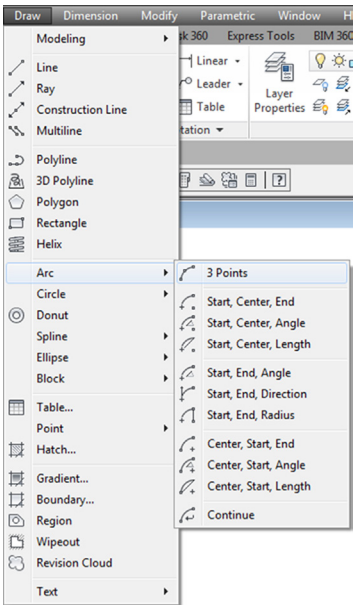 Draw Dimension Modify Parametric Window H
Modeling
sk 360 Express Tools BIM 360
Line
Linear
Ray
Leader
Layer
Construction Line
Table
Properties
Multiline
tation
Polyline
3D Polyline
Polygon
Rectangle
Helix
Arc
3 Points
Circle
Start, Center, End
Donut
Start, Center, Angle
Spline
Start, Center, Length
Ellipse
Start, End, Angle
Block
Start, End, Direction
Table...
Start, End, Radius
Point
Hatch...
Center, Start, End
Center, Start, Angle
Gradient...
Center, Start, Length
Boundary...
Region
Continue
Wipeout
Revision Cloud
Text